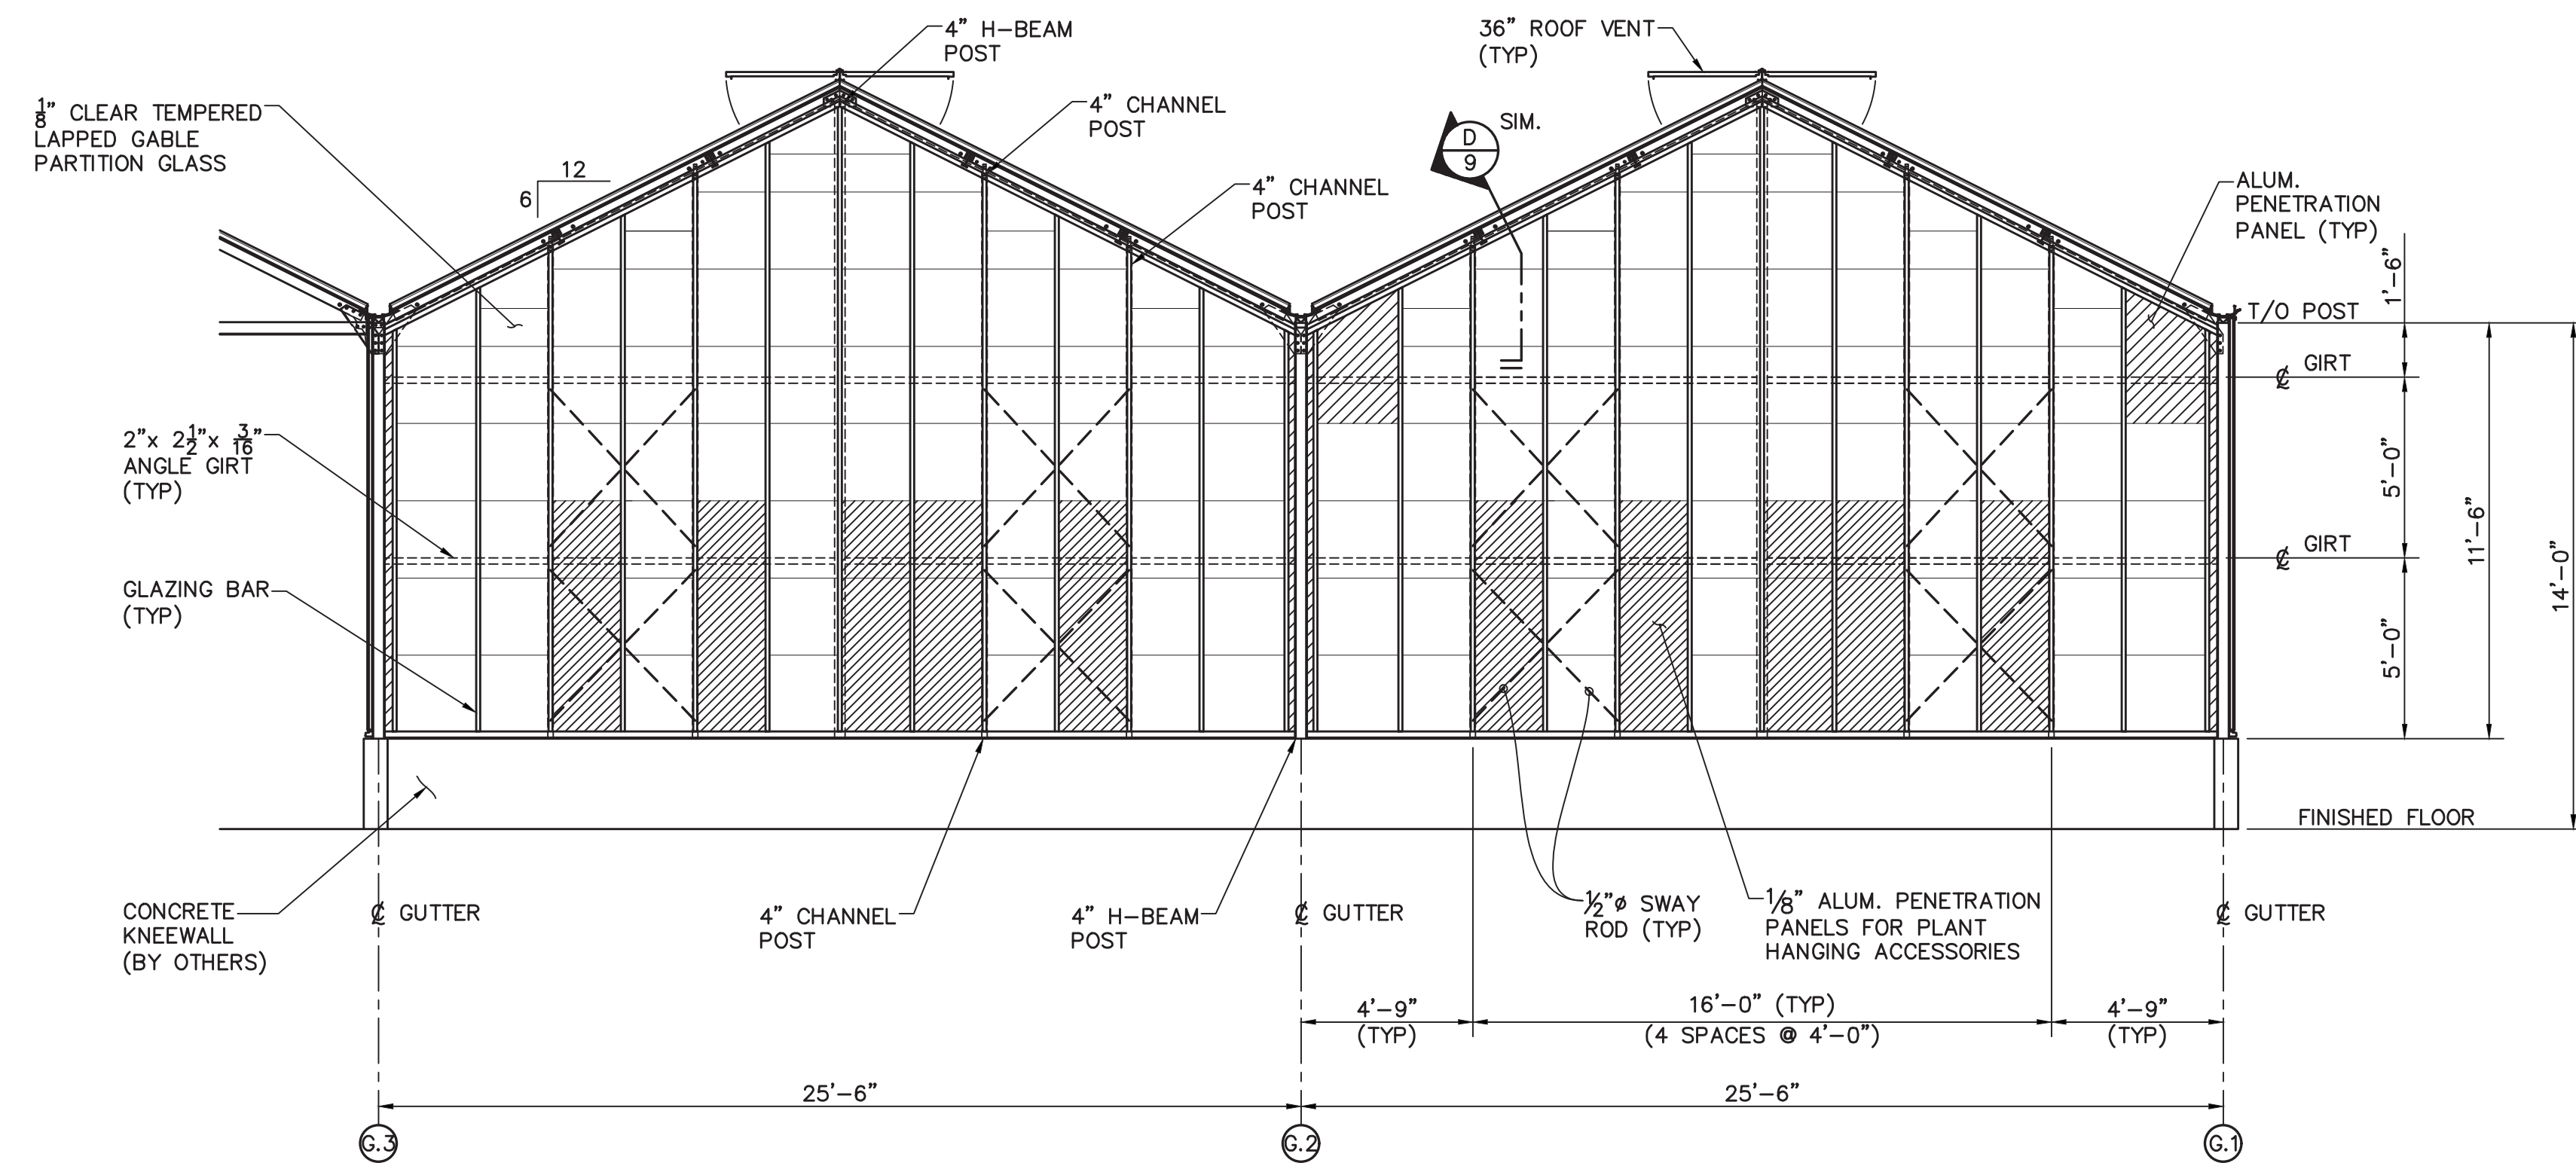 4” H-BEAM
POST
36” ROOF VENT
(TYP)
1/8” CLEAR TEMPERED
LAPPED GABLE
PARTITION GLASS
4” CHANNEL
POST
D
9
SIM.
12
6
4” CHANNEL
POST
ALUM.
PENETRATION
PANEL (TYP)
1’-6”
T/O POST
℄ GIRT
2”x 2 1/2”x 3/16”
ANGLE GIRT
(TYP)
5’-0”
11’-6”
14’-0”
℄ GIRT
GLAZING BAR
(TYP)
5’-0”
FINISHED FLOOR
CONCRETE
KNEEWALL
(BY OTHERS)
℄ GUTTER
4” CHANNEL
POST
4” H-BEAM
POST
℄ GUTTER
1/2”ø SWAY
ROD (TYP)
1/8” ALUM. PENETRATION
PANELS FOR PLANT
HANGING ACCESSORIES
℄ GUTTER
4’-9”
(TYP)
16’-0” (TYP)
(4 SPACES @ 4’-0”)
4’-9”
(TYP)
25’-6”
25’-6”
G.3
G.2
G.1